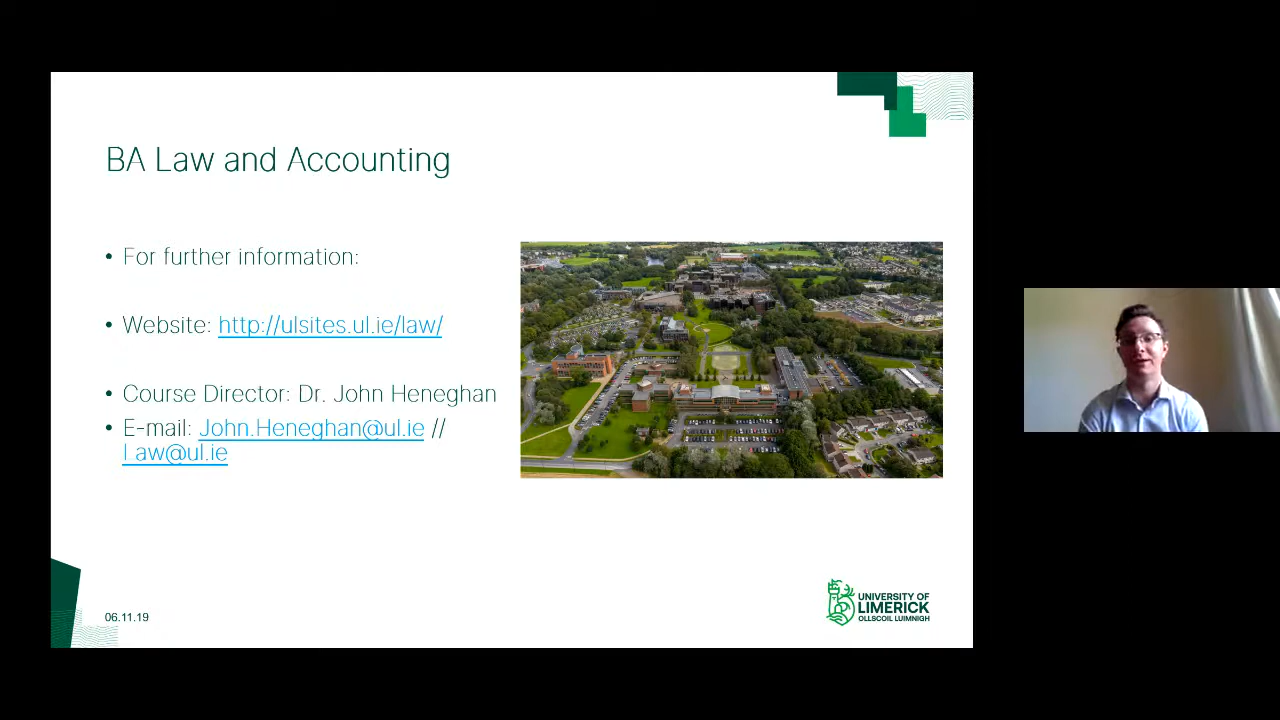 BA Law and Accounting
• For further information:
• Website: http://ulsites.ul.ie/law/
• Course Director: Dr. John Heneghan
• E-mail: John.Heneghan@ul.ie //
Law@ul.ie
06.11.19
UNIVERSITY OF
LIMERICK
OLLSCOIL LUIMNIGH